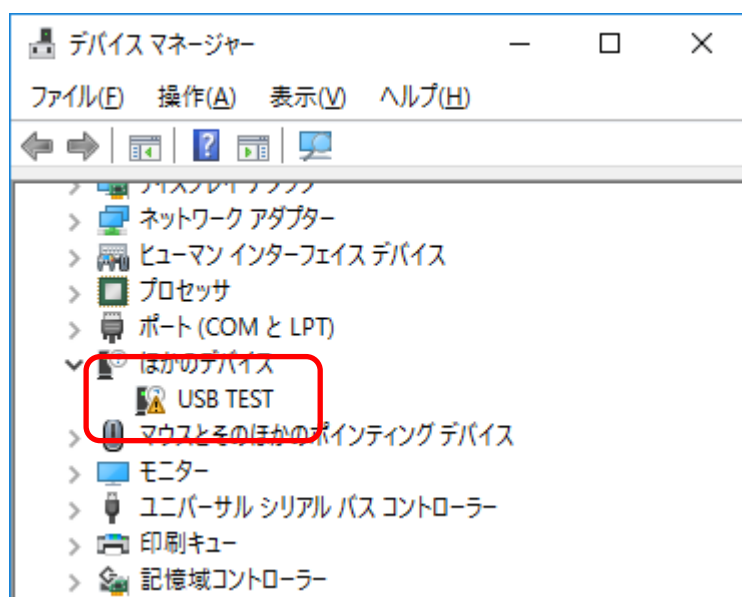 デバイス マネージャー
ファイル(F) 操作(A) 表示(V) ヘルプ(H)
ネットワーク アダプター
ヒューマン インターフェイス デバイス
プロセッサ
ポート (COM と LPT)
ほかのデバイス
USB TEST
マウスとそのほかのポインティング デバイス
モニター
ユニバーサル シリアル バス コントローラー
印刷キュー
記憶域コントローラー